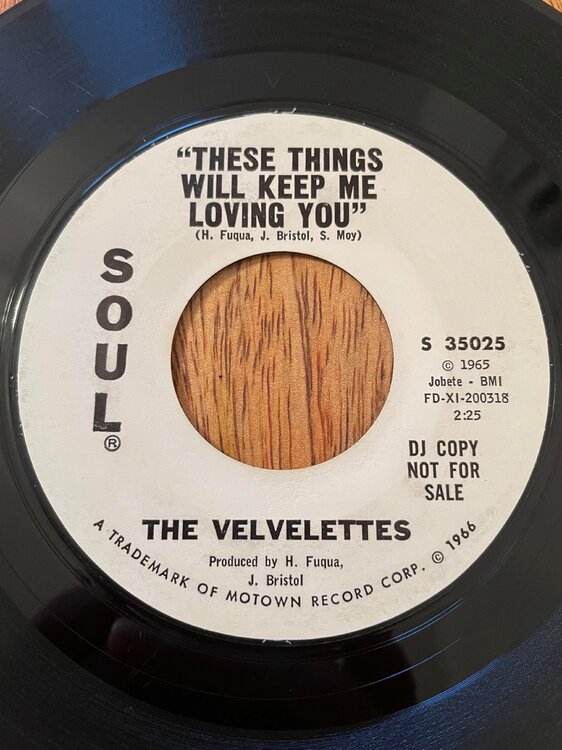 "THESE THINGS
WILL KEEP ME
LOVING YOU"
(H. Fuqua, J. Bristol, S. Moy)
SOUL®
S 35025
© 1965
Jobete - BMI
FD-XI-200318
2:25
DJ COPY
NOT FOR
SALE
THE VELVELETTES
Produced by H. Fuqua,
J. Bristol
A TRADEMARK OF MOTOWN RECORD CORP. © 1966